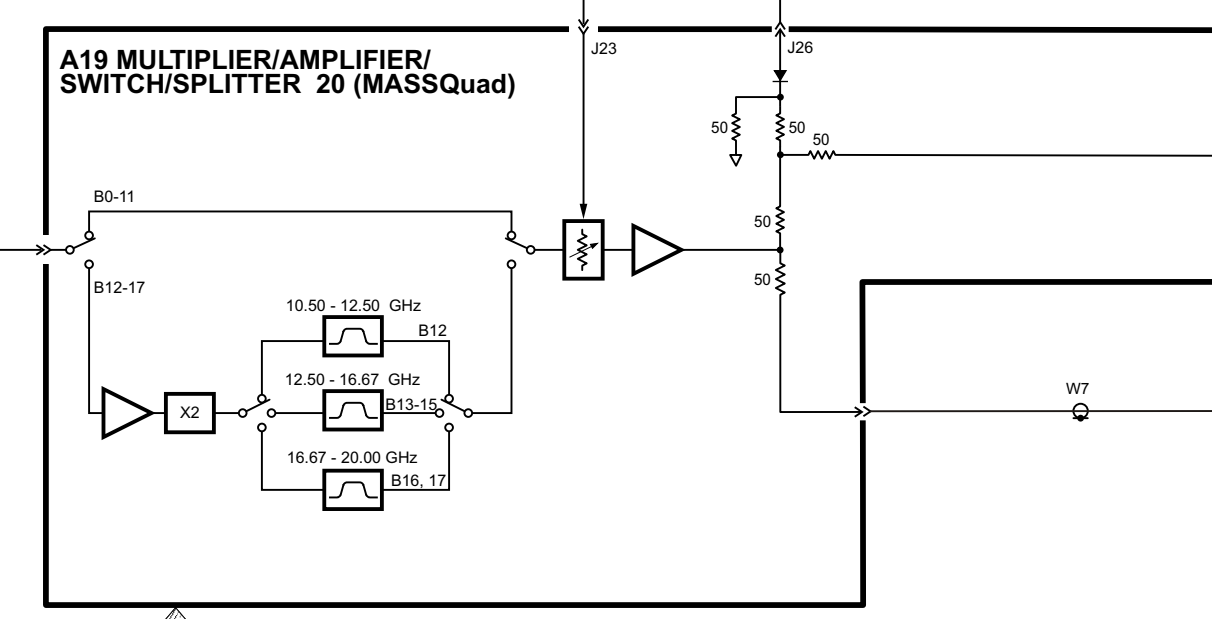 J23
J26
A19 MULTIPLIER/AMPLIFIER/
SWITCH/SPLITTER 20 (MASSQuad)
50
50
50
B0-11
50
50
B12-17
10.50 - 12.50 GHz
B12
12.50 - 16.67 GHz
B13-15
X2
W7
16.67 - 20.00 GHz
B16, 17